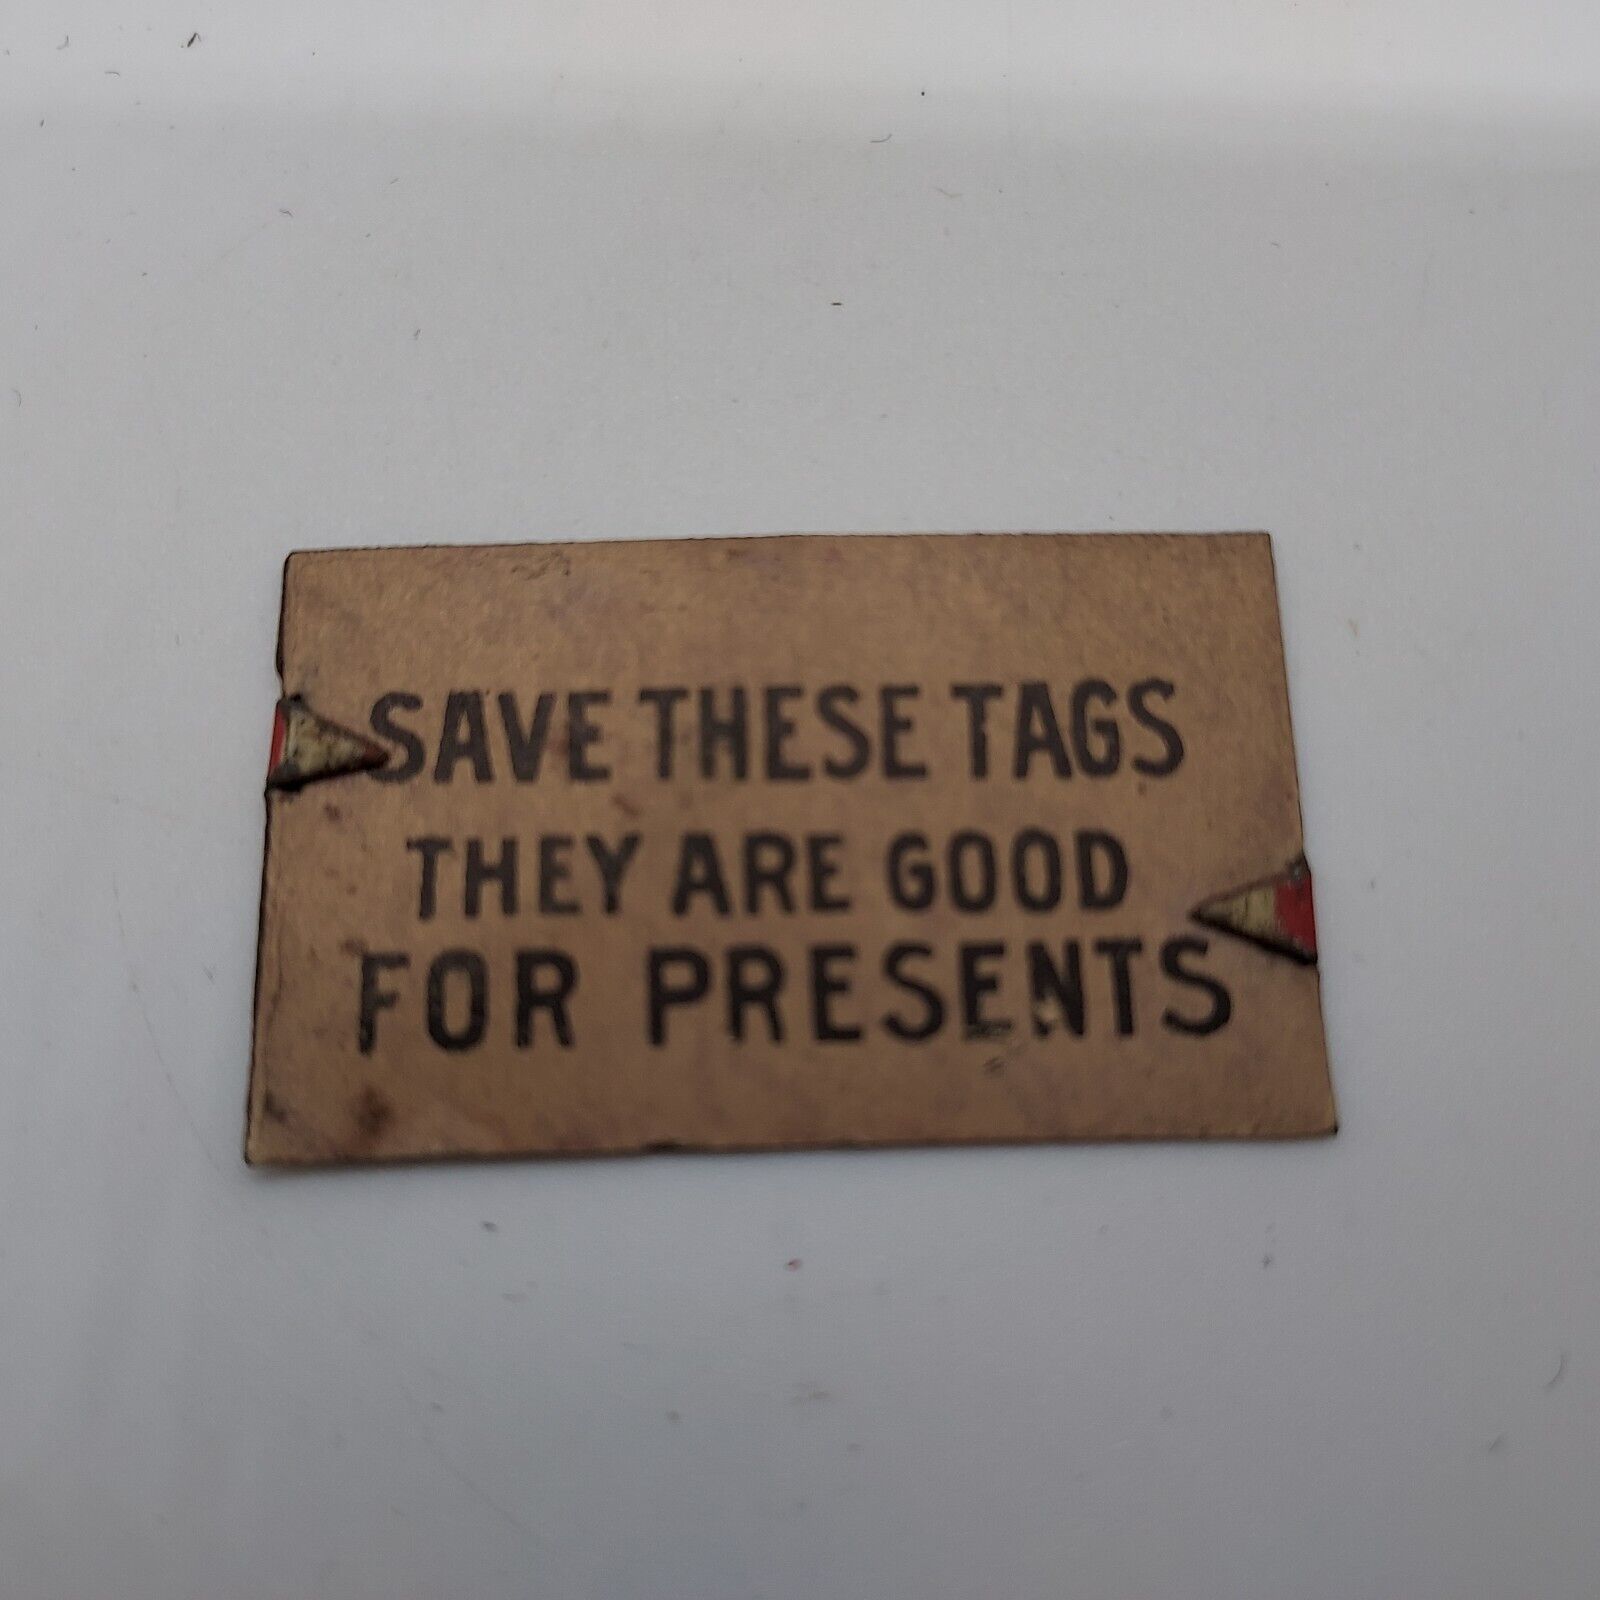 SAVE THESE TAGS
THEY ARE GOOD
FOR PRESENTS